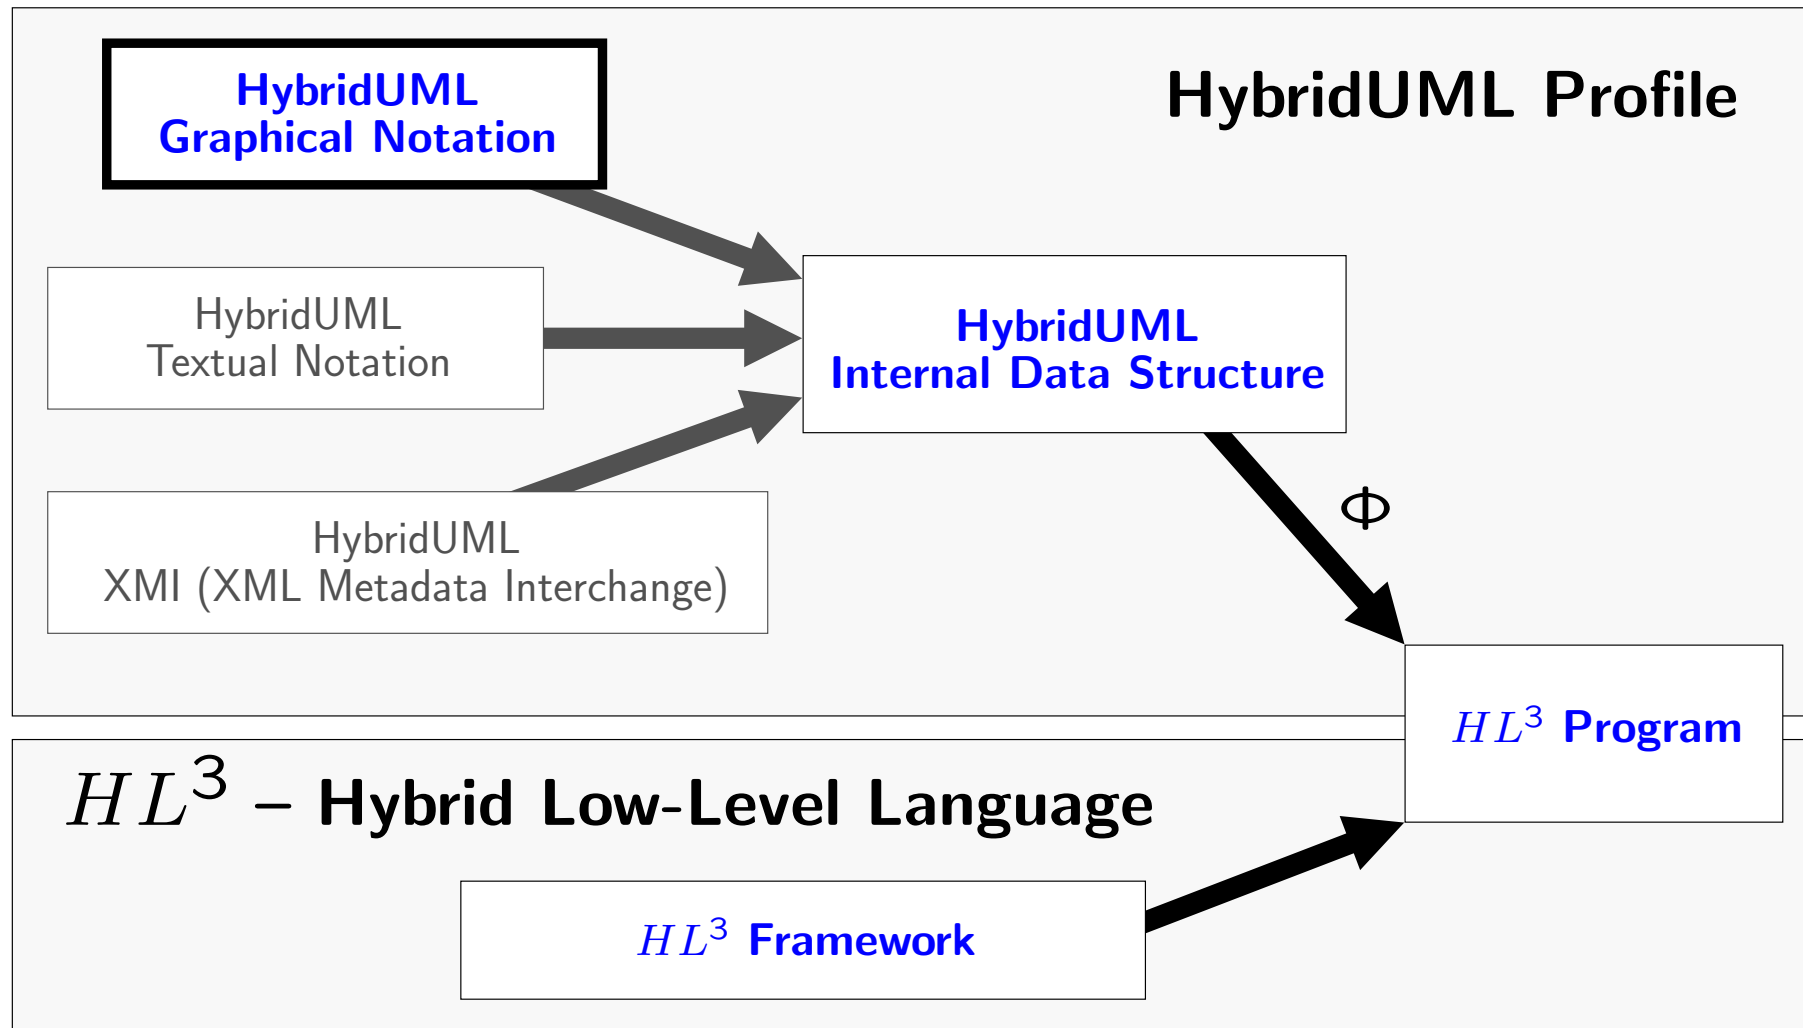 HybridUML
Graphical Notation
HybridUML Profile
HybridUML
Textual Notation
HybridUML
Internal Data Structure
HybridUML
XMI (XML Metadata Interchange)
Φ
HL³ Program
HL³ – Hybrid Low-Level Language
HL³ Framework